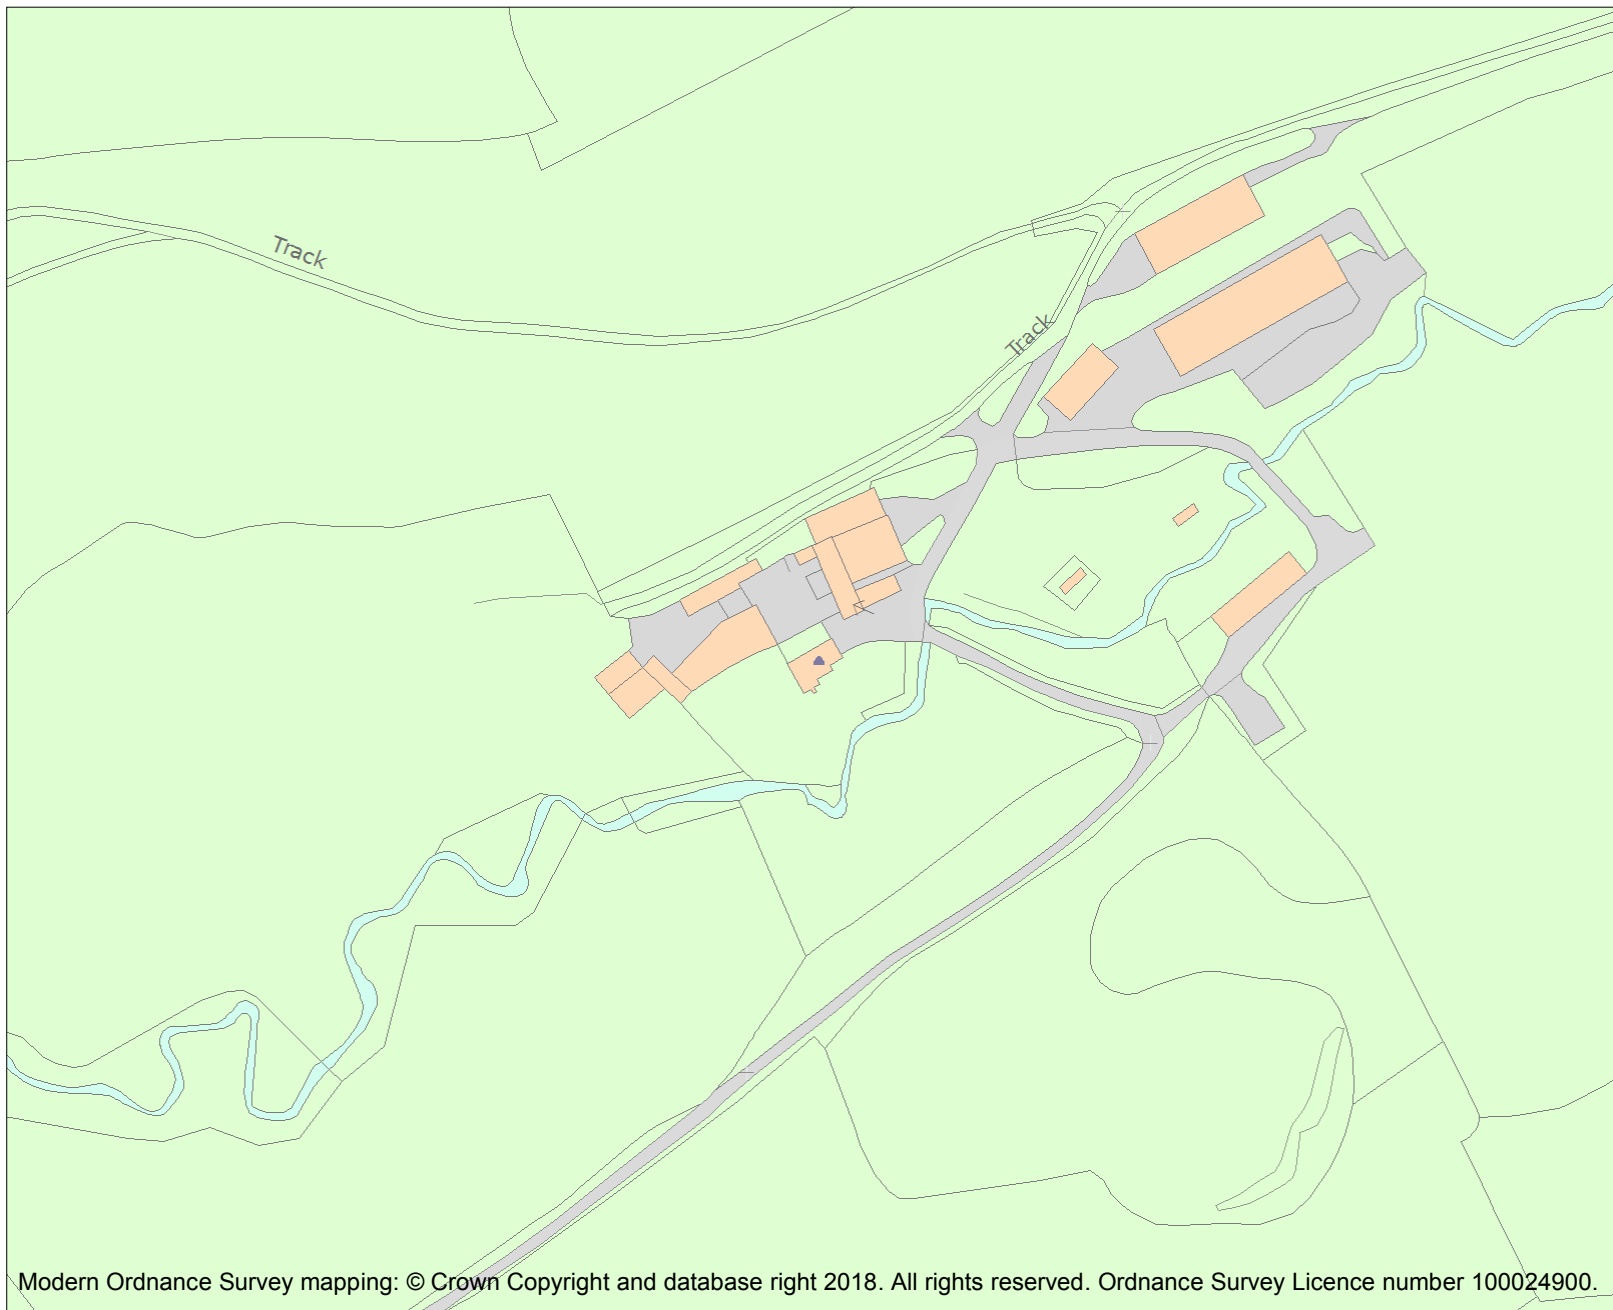 Track
Track
Modern Ordnance Survey mapping: © Crown Copyright and database right 2018. All rights reserved. Ordnance Survey Licence number 100024900.